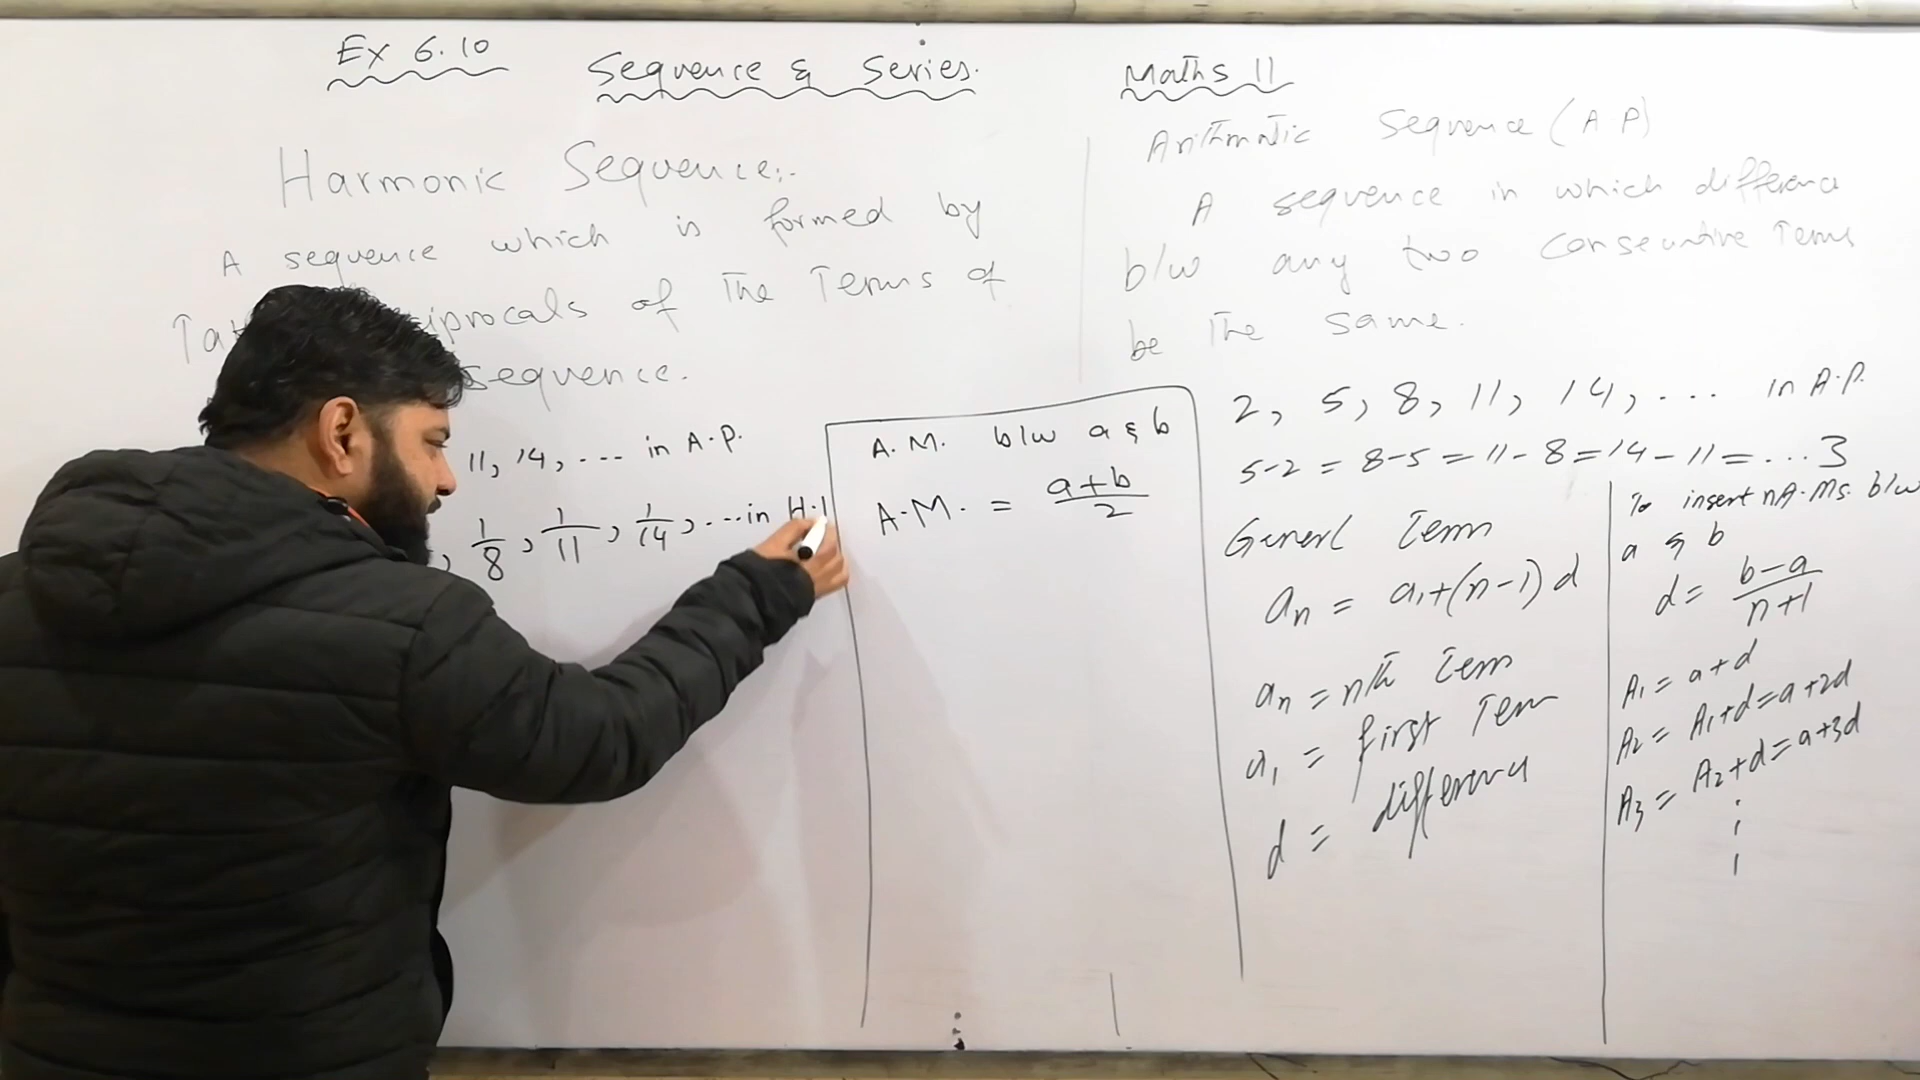 Ex 6.10
Sequence & Series.
Maths 11
Harmonic Sequence:-
A sequence which is formed by
reciprocals of the Terms of
sequence.
11, 14, ... in A.P.
, 1/8, 1/11, 1/14, ... in H.
A.M. b/w a & b
A.M. = a+b/2
Arithmatic Sequence (A P)
A sequence in which difference
b/w any two consecutive Terms
be The same.
2, 5, 8, 11, 14, ... in A.P.
5-2 = 8-5 = 11-8 = 14-11 = ... 3
Generl Term
an = a1+(n-1)d
an = nth Term
a1 = first Term
d = difference
To insert n A.Ms. b/w
a & b
d = b-a/n+1
A1 = a+d
A2 = A1+d = a+2d
A3 = A2+d = a+3d